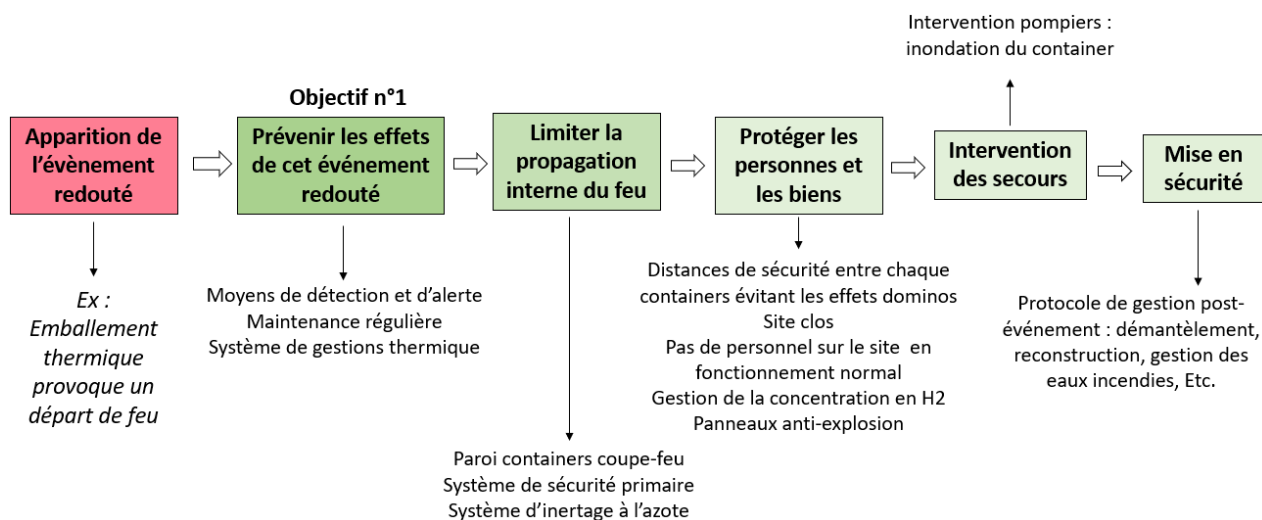 Intervention pompiers :
inondation du container
Objectif n°1
Apparition de
l'évènement
redouté
Prévenir les effets
de cet événement
redouté
Limiter la
propagation
interne du feu
Protéger les
personnes et
les biens
Intervention
des secours
Mise en
sécurité
Ex :
Emballement
thermique
provoque un
départ de feu
Moyens de détection et d'alerte
Maintenance régulière
Système de gestions thermique
Paroi containers coupe-feu
Système de sécurité primaire
Système d'inertage à l'azote
Distances de sécurité entre chaque
containers évitant les effets dominos
Site clos
Pas de personnel sur le site en
fonctionnement normal
Gestion de la concentration en H2
Panneaux anti-explosion
Protocole de gestion post-
événement : démantèlement,
reconstruction, gestion des
eaux incendies, Etc.